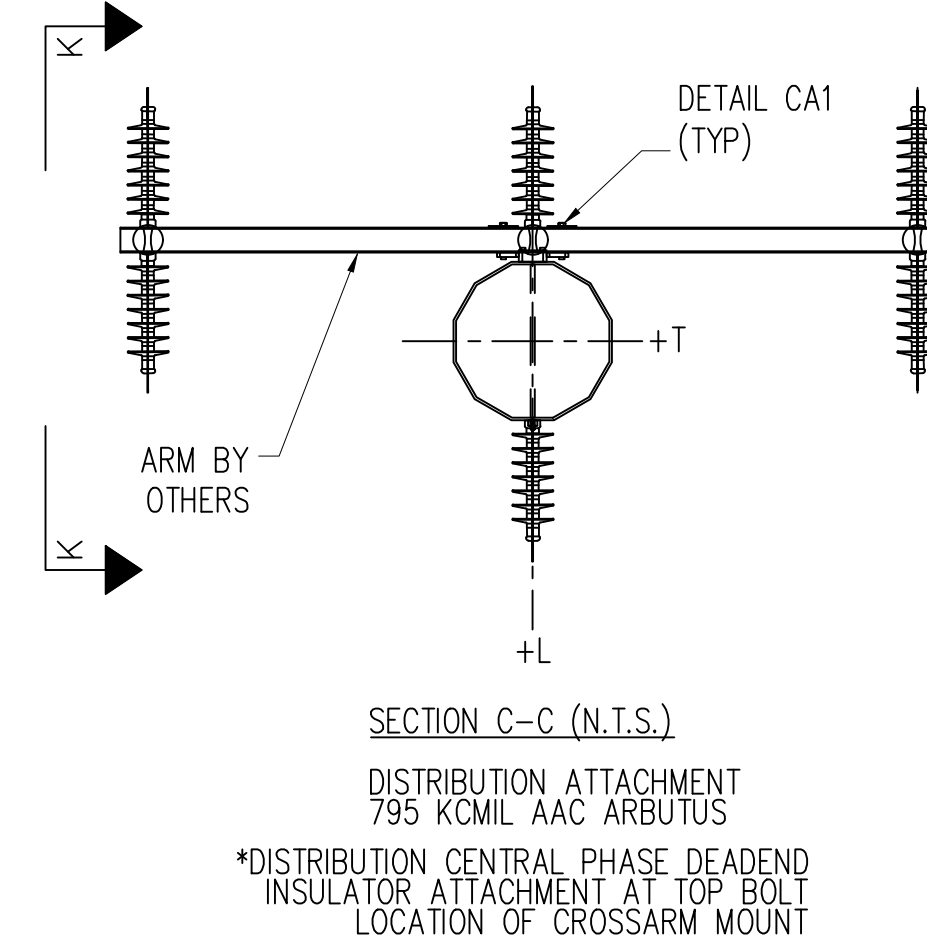 K
DETAIL CA1
(TYP)
+T
ARM BY
OTHERS
K
+L
SECTION C-C (N.T.S.)
DISTRIBUTION ATTACHMENT
795 KCMIL AAC ARBUTUS
*DISTRIBUTION CENTRAL PHASE DEADEND
INSULATOR ATTACHMENT AT TOP BOLT
LOCATION OF CROSSARM MOUNT